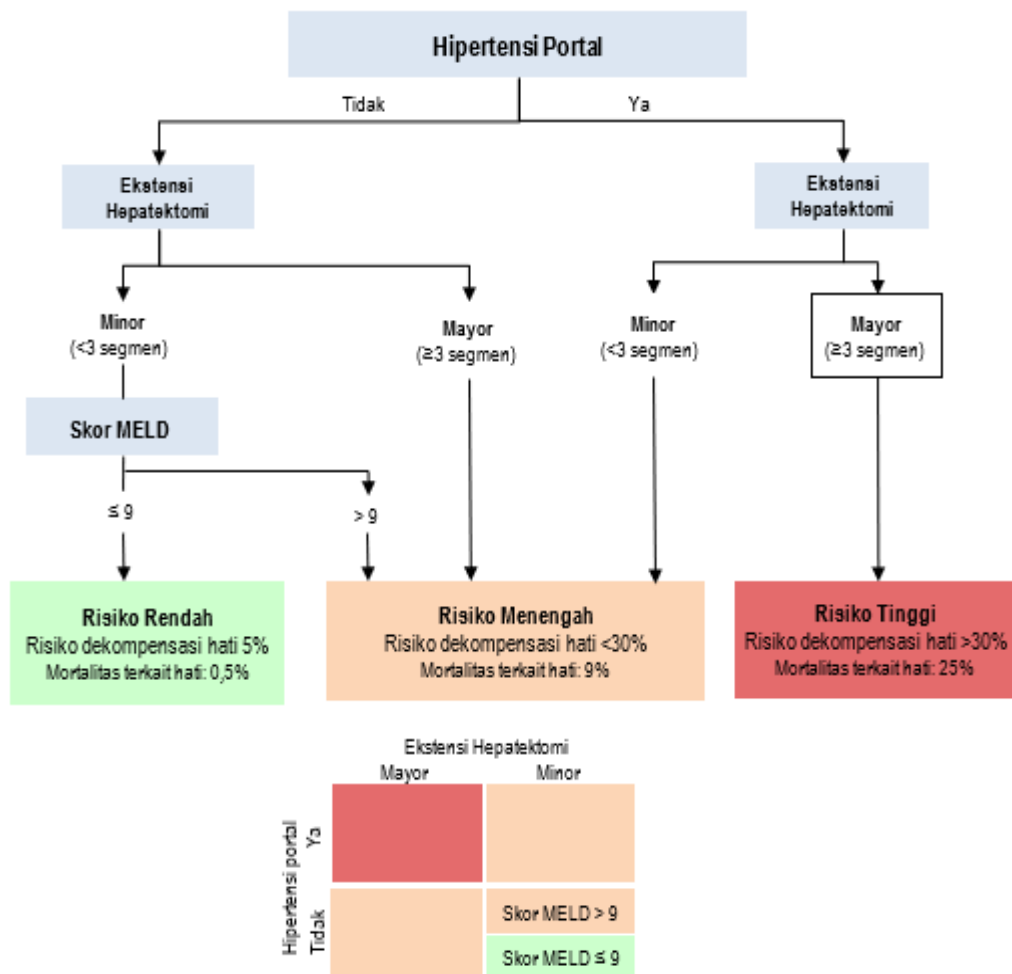 Hipertensi Portal
Tidak
Ya
Ekstensi
Hepatektomi
Ekstensi
Hepatektomi
Minor
(<3 segmen)
Mayor
(≥3 segmen)
Minor
(<3 segmen)
Mayor
(≥3 segmen)
Skor MELD
≤ 9
> 9
Risiko Rendah
Risiko dekompensasi hati 5%
Mortalitas terkait hati: 0,5%
Risiko Menengah
Risiko dekompensasi hati <30%
Mortalitas terkait hati: 9%
Risiko Tinggi
Risiko dekompensasi hati >30%
Mortalitas terkait hati: 25%
Ekstensi Hepatektomi
Mayor
Minor
Hipertensi portal
Ya
Tidak
Skor MELD > 9
Skor MELD ≤ 9